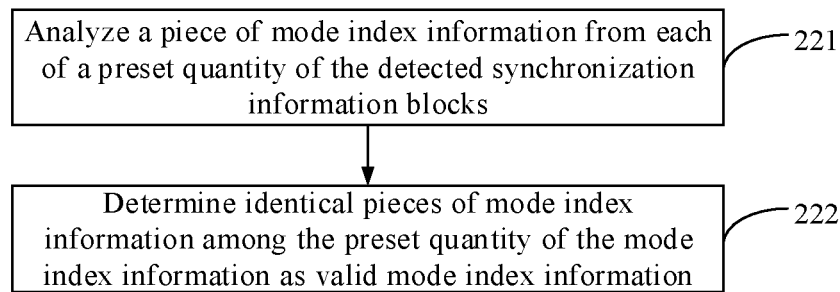 Analyze a piece of mode index information from each
of a preset quantity of the detected synchronization
information blocks
221
Determine identical pieces of mode index
information among the preset quantity of the mode
index information as valid mode index information
222